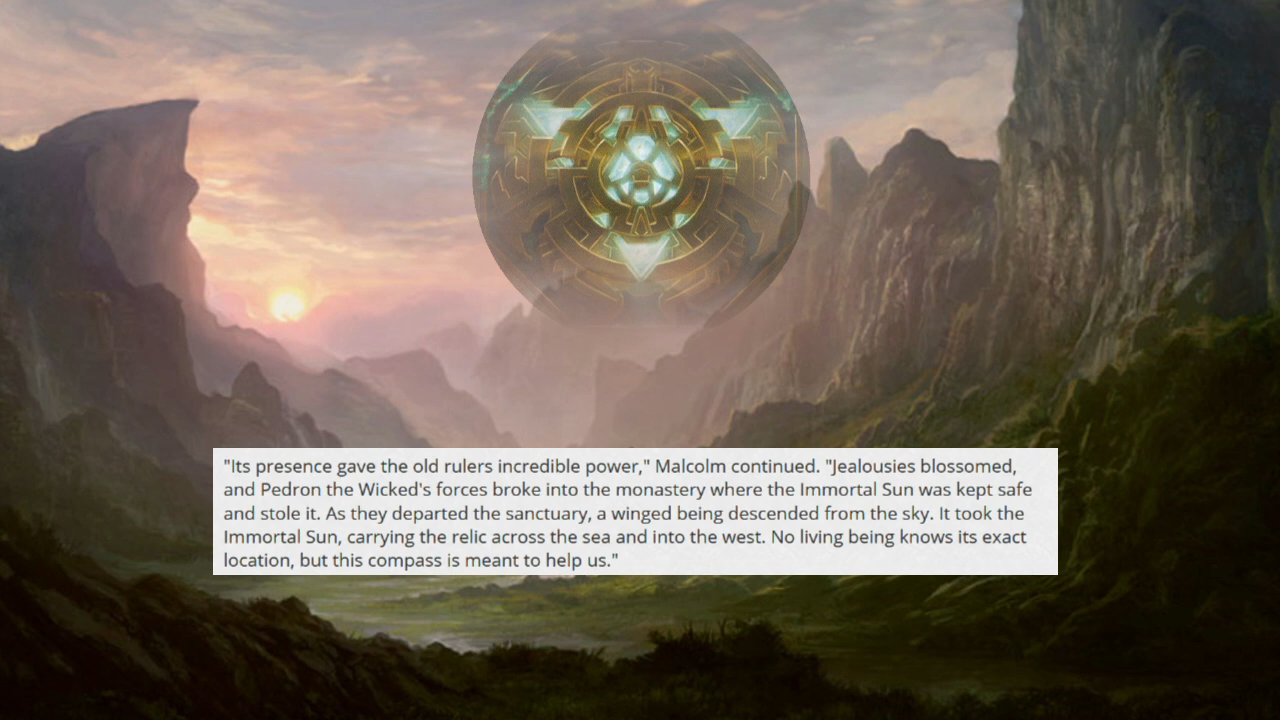 "Its presence gave the old rulers incredible power," Malcolm continued. "Jealousies blossomed,
and Pedron the Wicked's forces broke into the monastery where the Immortal Sun was kept safe
and stole it. As they departed the sanctuary, a winged being descended from the sky. It took the
Immortal Sun, carrying the relic across the sea and into the west. No living being knows its exact
location, but this compass is meant to help us."